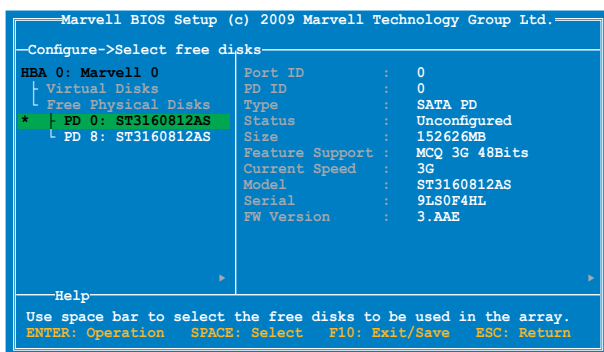 Marvell BIOS Setup (c) 2009 Marvell Technology Group Ltd.
Configure->Select free disks
HBA 0: Marvell 0
Virtual Disks
Free Physical Disks
* PD 0: ST3160812AS
PD 8: ST3160812AS
Port ID : 0
PD ID : 0
Type : SATA PD
Status : Unconfigured
Size : 152626MB
Feature Support : MCQ 3G 48Bits
Current Speed : 3G
Model : ST3160812AS
Serial : 9LS0F4HL
FW Version : 3.AAE
Help
Use space bar to select the free disks to be used in the array.
ENTER: Operation SPACE: Select F10: Exit/Save ESC: Return